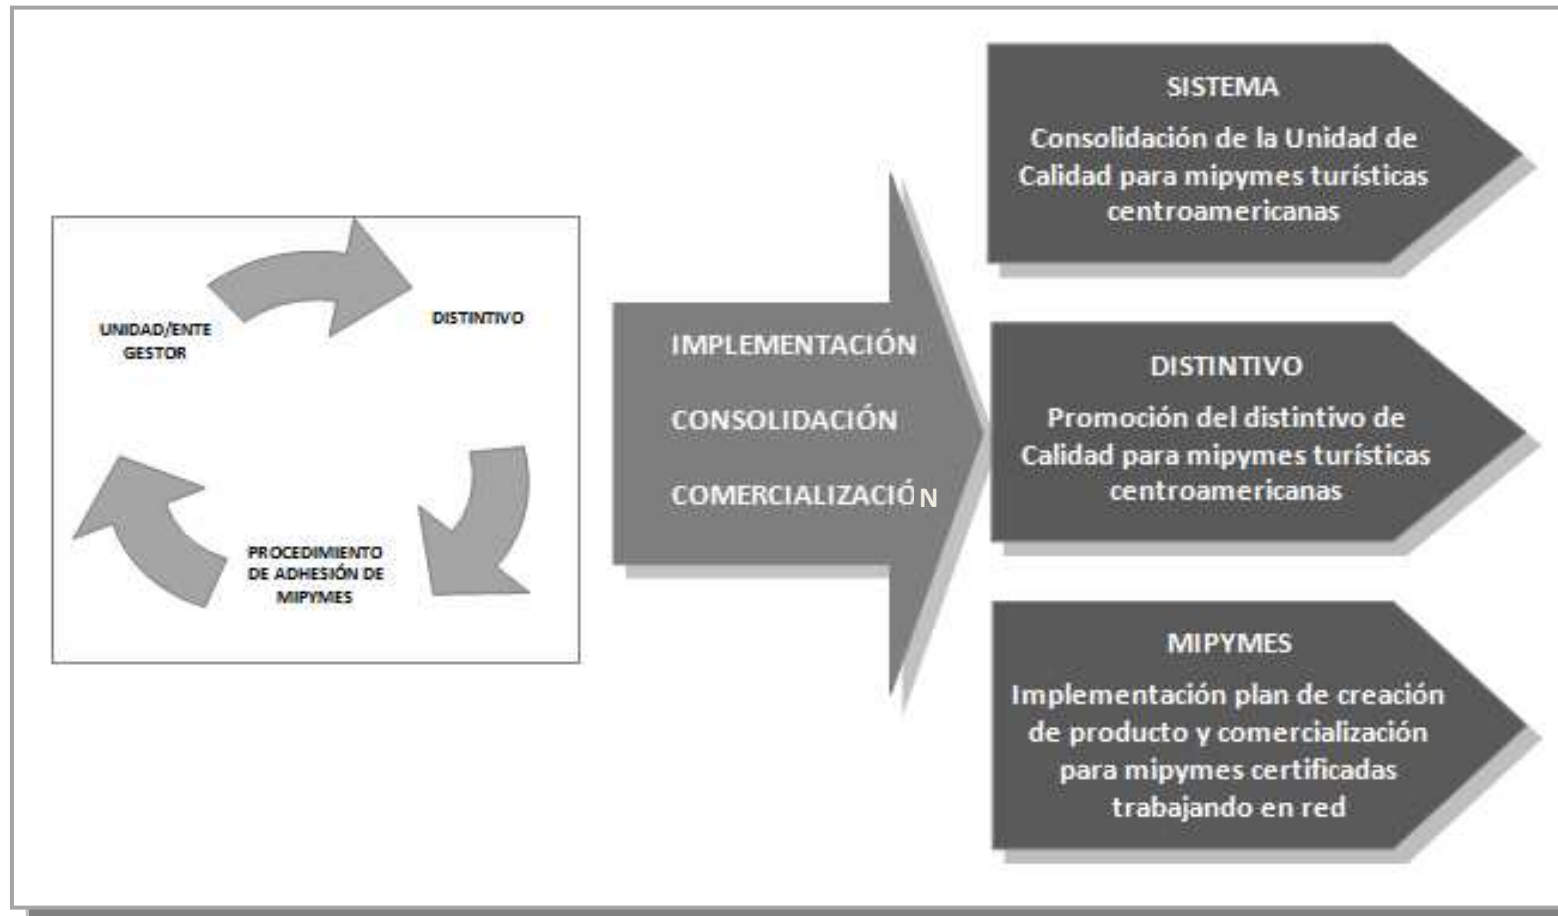 UNIDAD/ENTE
GESTOR
DISTINTIVO
PROCEDIMIENTO
DE ADHESIÓN DE
MIPYMES
IMPLEMENTACIÓN
CONSOLIDACIÓN
COMERCIALIZACIÓN
SISTEMA
Consolidación de la Unidad de
Calidad para mipymes turísticas
centroamericanas
DISTINTIVO
Promoción del distintivo de
Calidad para mipymes turísticas
centroamericanas
MIPYMES
Implementación plan de creación
de producto y comercialización
para mipymes certificadas
trabajando en red